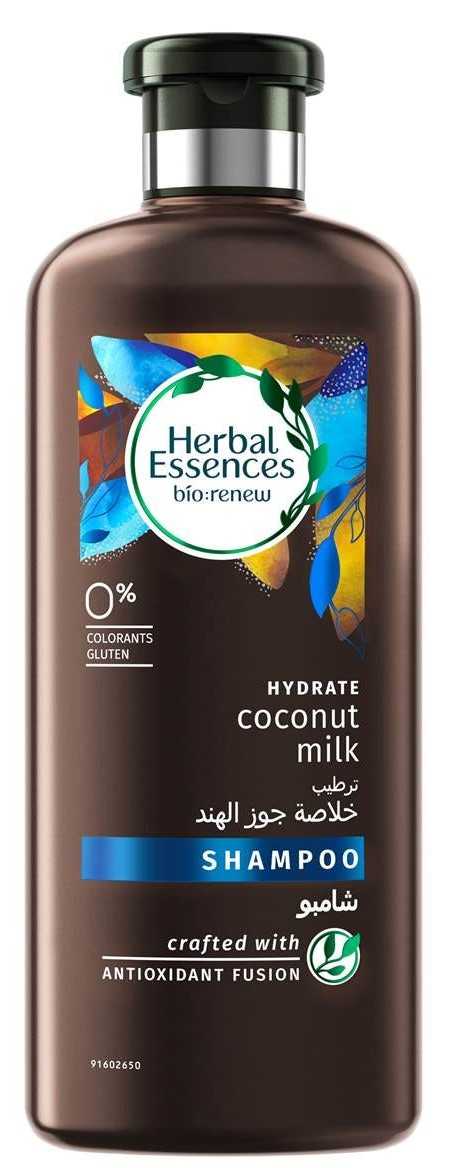 Herbal
Essences
bío:renew
0%
COLORANTS
GLUTEN
HYDRATE
coconut
milk
ترطيب
خلاصة جوز الهند
SHAMPOO
شامبو
crafted with
ANTIOXIDANT FUSION
91602650